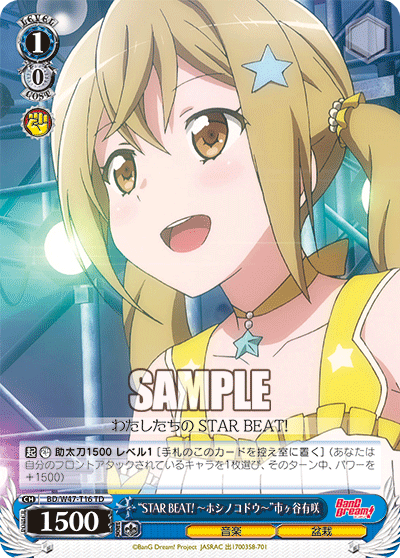 LEVEL
1
0
COST
SAMPLE
わたしたちの STAR BEAT!
助太刀1500 レベル1 [手札のこのカードを控え室に置く] (あなたは
自分のフロントアタックされているキャラを1枚選び、そのターン中、パワーを
+1500)
CH BD/W47-T16 TD
“STAR BEAT!~ホシノコドウ~”市ヶ谷有咲
BanG Dream!
POWER
1500
音楽
盆栽
©BanG Dream! Project JASRAC 出1700358-701